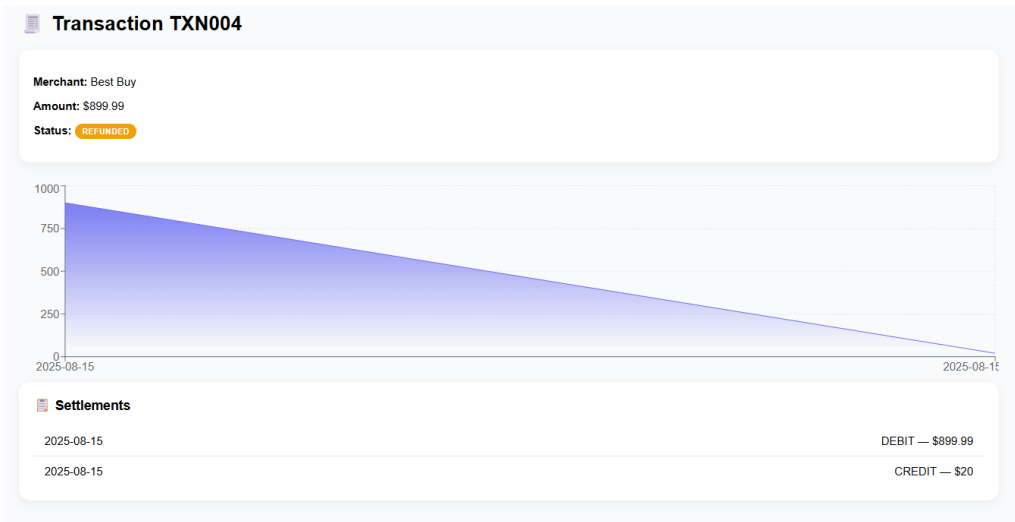 Transaction TXN004
Merchant: Best Buy
Amount: $899.99
Status: REFUNDED
1000
750
500
250
0
2025-08-15 2025-08-15
Settlements
2025-08-15 DEBIT — $899.99
2025-08-15 CREDIT — $20